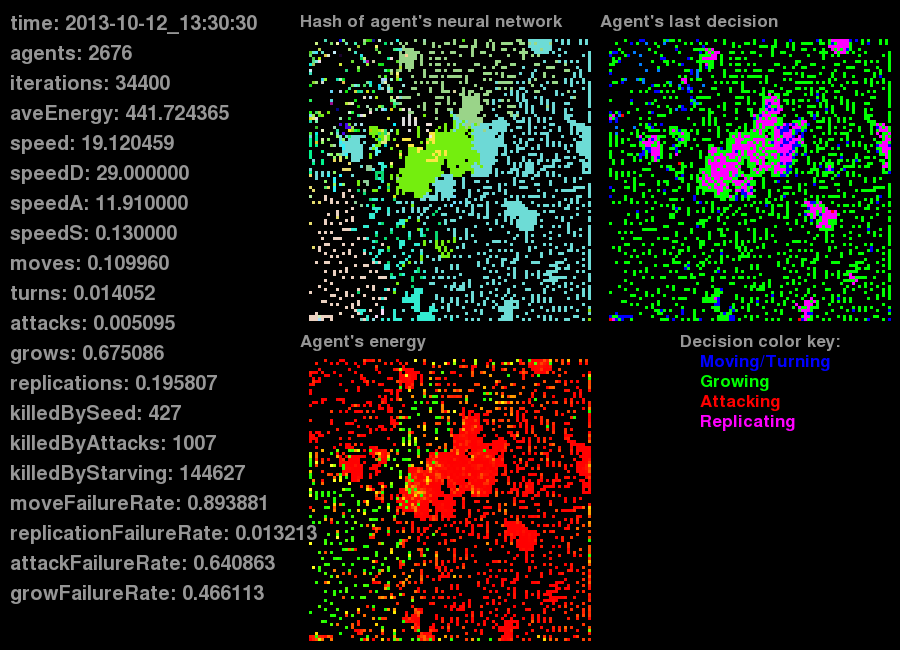 time: 2013-10-12_13:30:30
agents: 2676
iterations: 34400
aveEnergy: 441.724365
speed: 19.120459
speedD: 29.000000
speedA: 11.910000
speedS: 0.130000
moves: 0.109960
turns: 0.014052
attacks: 0.005095
grows: 0.675086
replications: 0.195807
killedBySeed: 427
killedByAttacks: 1007
killedByStarving: 144627
moveFailureRate: 0.893881
replicationFailureRate: 0.013213
attackFailureRate: 0.640863
growFailureRate: 0.466113
Hash of agent's neural network
Agent's last decision
Agent's energy
Decision color key:
Moving/Turning
Growing
Attacking
Replicating